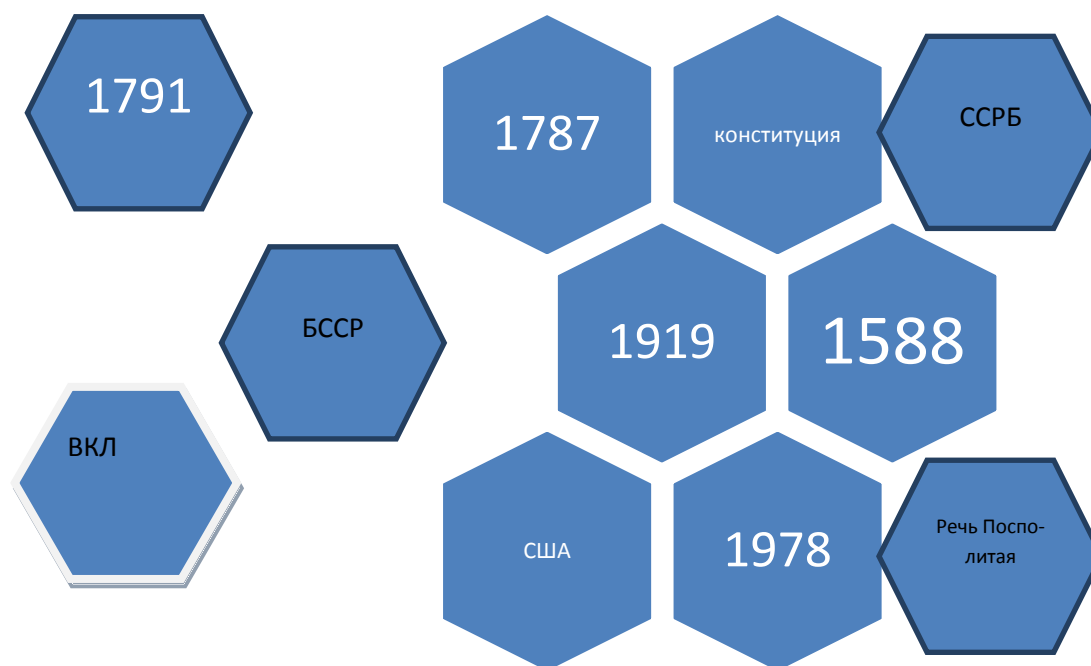 1791
1787
конституция
ССРБ
БССР
1919
1588
ВКЛ
США
1978
Речь Поспо-
литая